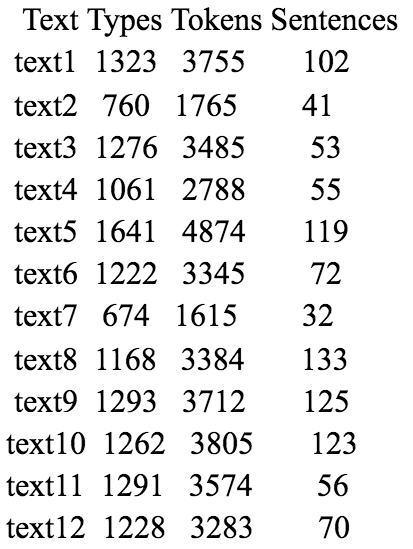 Text Types Tokens Sentences
text1 1323 3755 102
text2 760 1765 41
text3 1276 3485 53
text4 1061 2788 55
text5 1641 4874 119
text6 1222 3345 72
text7 674 1615 32
text8 1168 3384 133
text9 1293 3712 125
text10 1262 3805 123
text11 1291 3574 56
text12 1228 3283 70